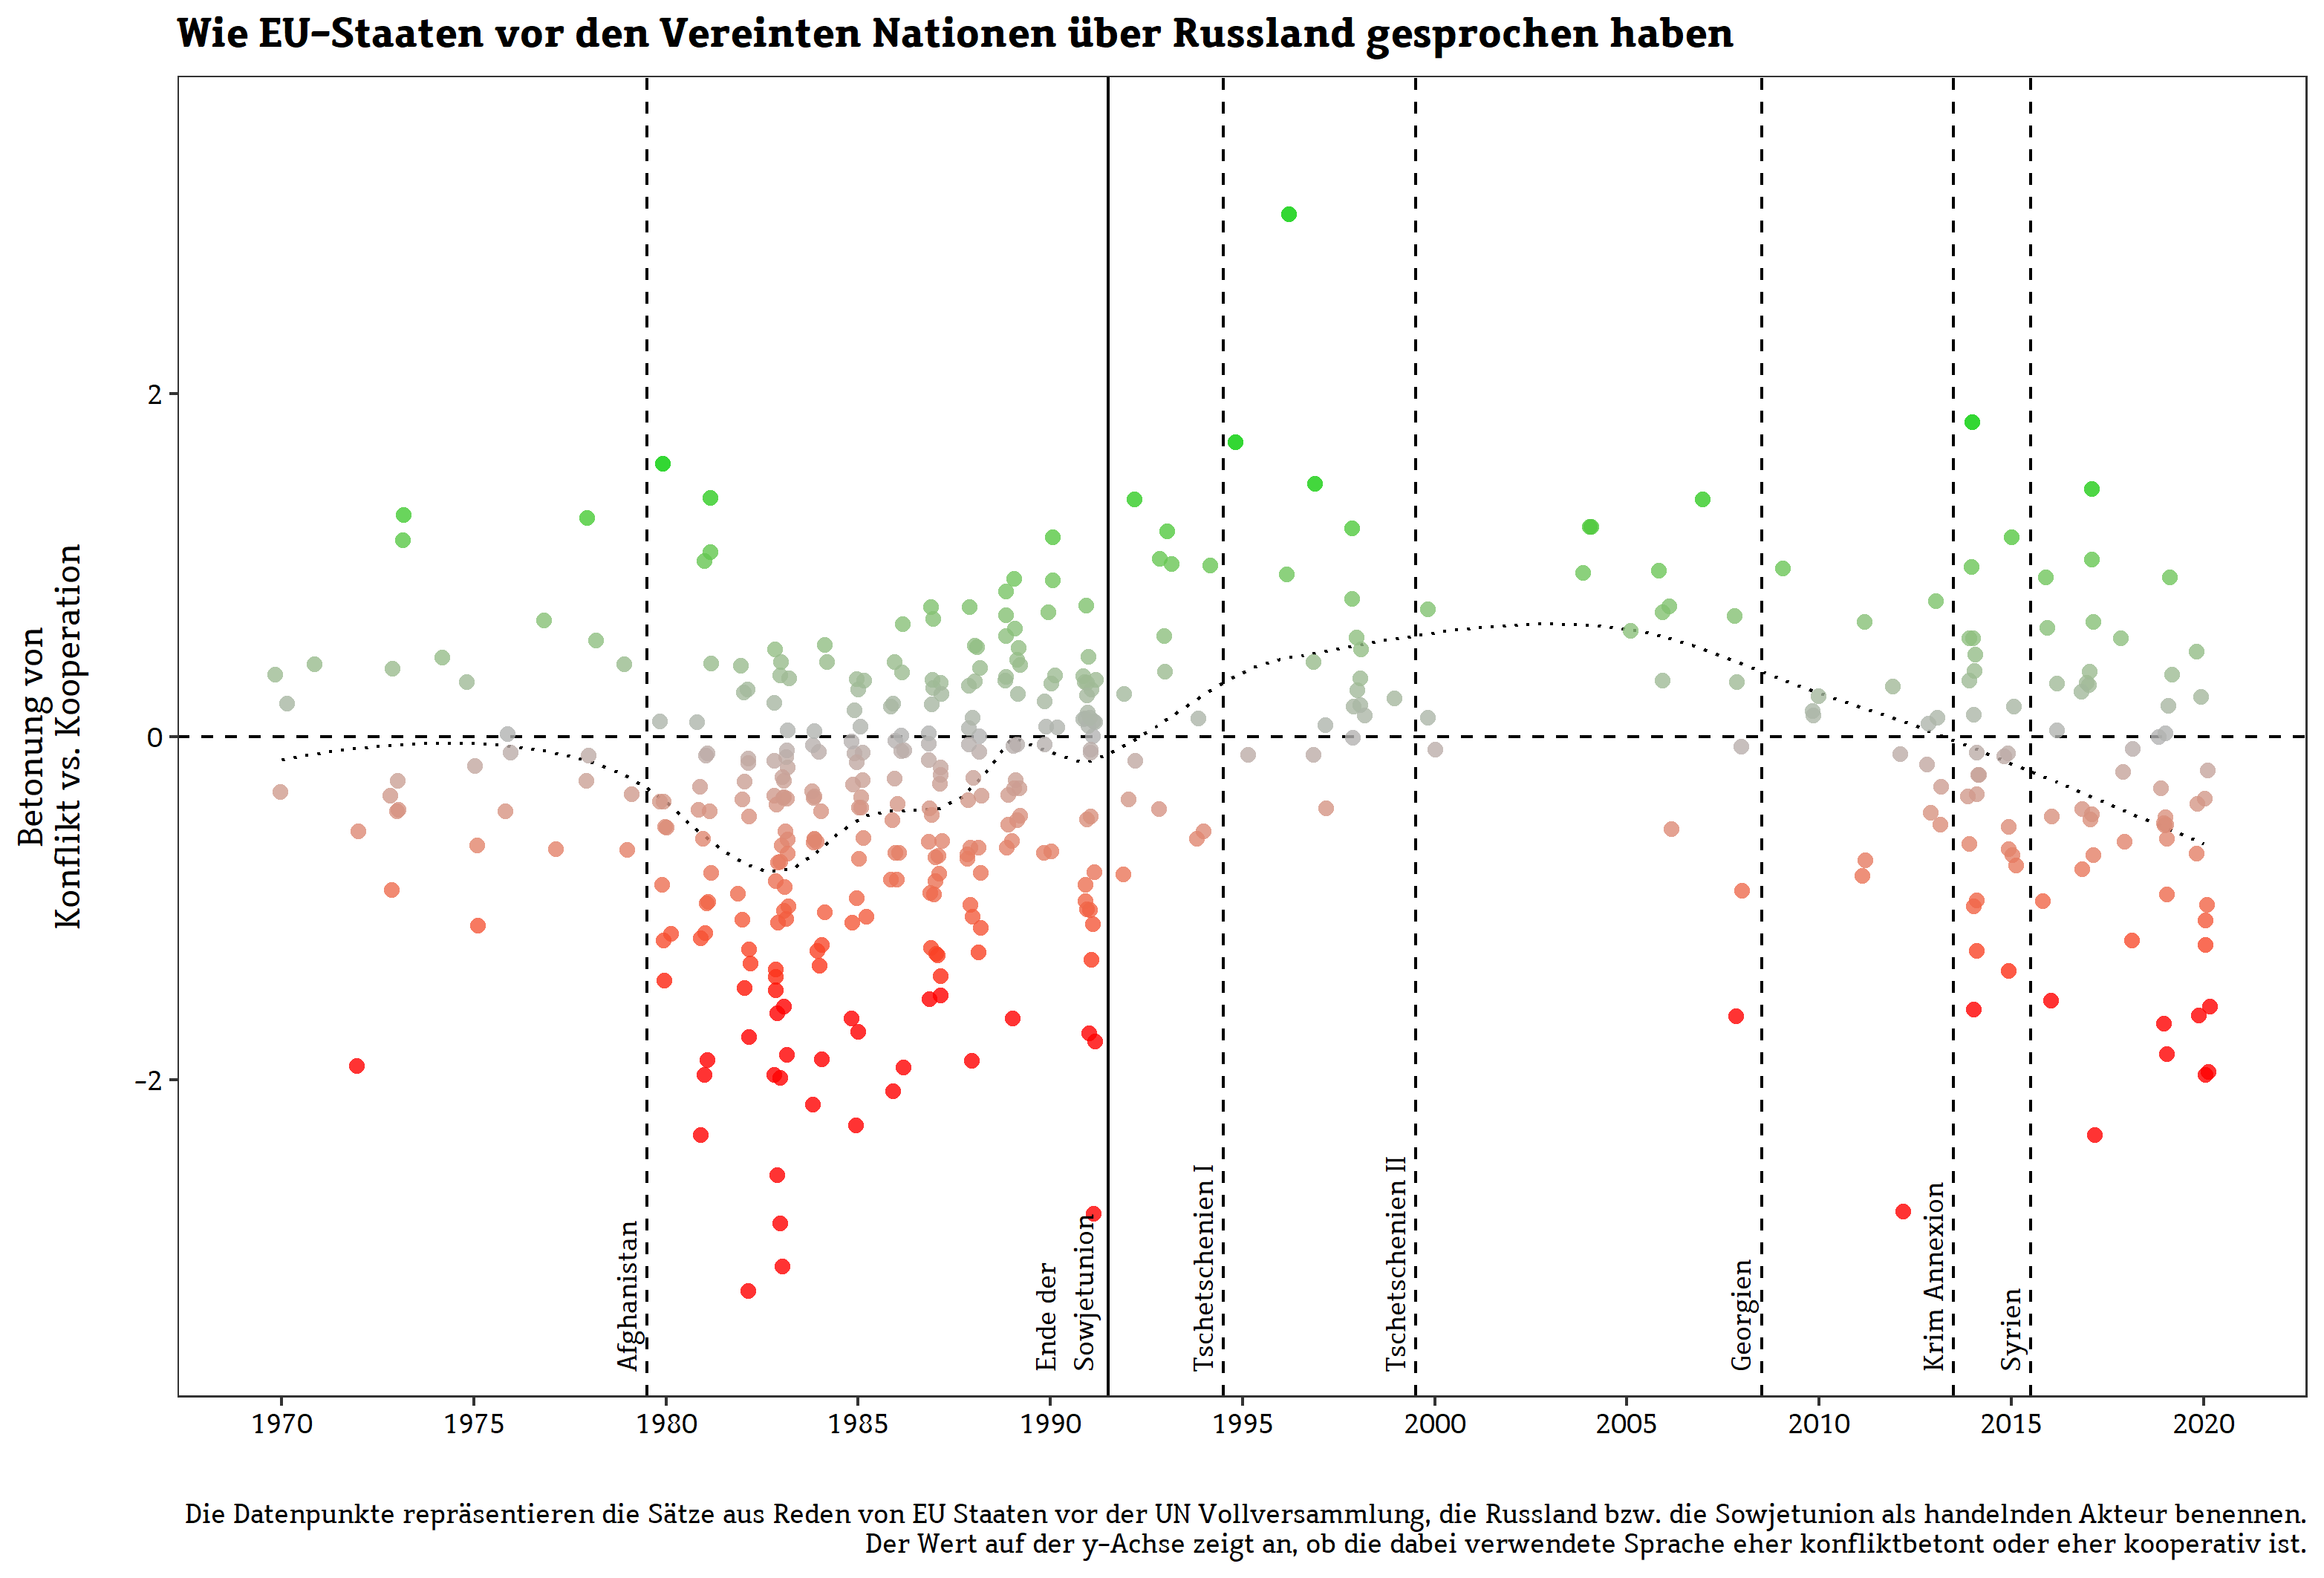 Wie EU-Staaten vor den Vereinten Nationen über Russland gesprochen haben
Betonung von
Konflikt vs. Kooperation
2
0
-2
Afghanistan
Ende der
Sowjetunion
Tschetschenien I
Tschetschenien II
Georgien
Krim Annexion
Syrien
1970 1975 1980 1985 1990 1995 2000 2005 2010 2015 2020
Die Datenpunkte repräsentieren die Sätze aus Reden von EU Staaten vor der UN Vollversammlung, die Russland bzw. die Sowjetunion als handelnden Akteur benennen.
Der Wert auf der y-Achse zeigt an, ob die dabei verwendete Sprache eher konfliktbetont oder eher kooperativ ist.